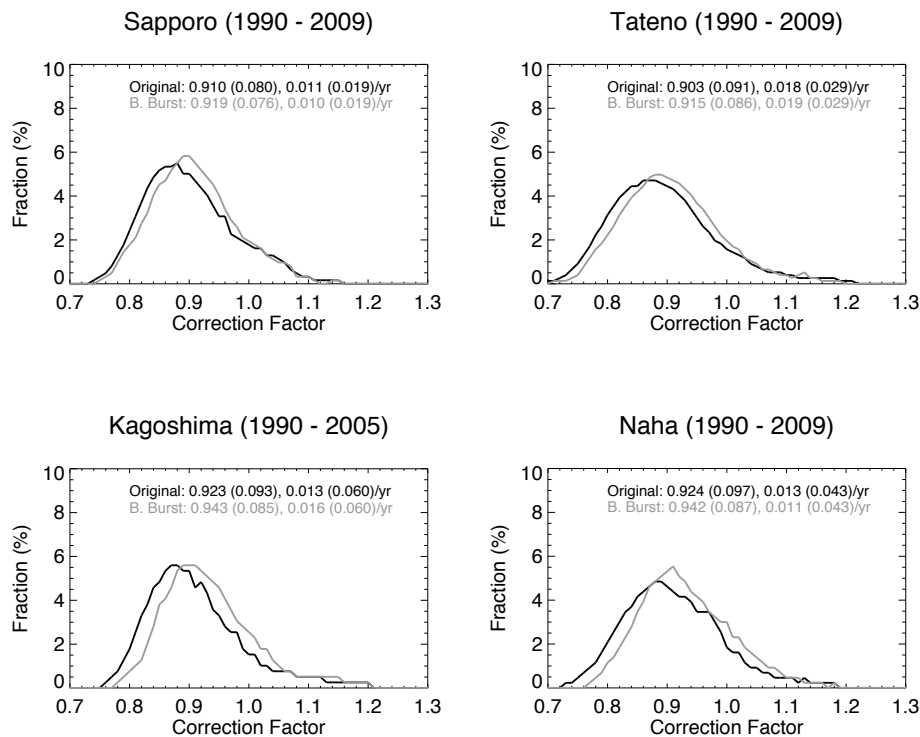 Sapporo (1990 - 2009)
10
8
6
4
2
0
Fraction (%)
Original: 0.910 (0.080), 0.011 (0.019)/yr
B. Burst: 0.919 (0.076), 0.010 (0.019)/yr
0.7 0.8 0.9 1.0 1.1 1.2 1.3
Correction Factor
Tateno (1990 - 2009)
10
8
6
4
2
0
Fraction (%)
Original: 0.903 (0.091), 0.018 (0.029)/yr
B. Burst: 0.915 (0.086), 0.019 (0.029)/yr
0.7 0.8 0.9 1.0 1.1 1.2 1.3
Correction Factor
Kagoshima (1990 - 2005)
10
8
6
4
2
0
Fraction (%)
Original: 0.923 (0.093), 0.013 (0.060)/yr
B. Burst: 0.943 (0.085), 0.016 (0.060)/yr
0.7 0.8 0.9 1.0 1.1 1.2 1.3
Correction Factor
Naha (1990 - 2009)
10
8
6
4
2
0
Fraction (%)
Original: 0.924 (0.097), 0.013 (0.043)/yr
B. Burst: 0.942 (0.087), 0.011 (0.043)/yr
0.7 0.8 0.9 1.0 1.1 1.2 1.3
Correction Factor